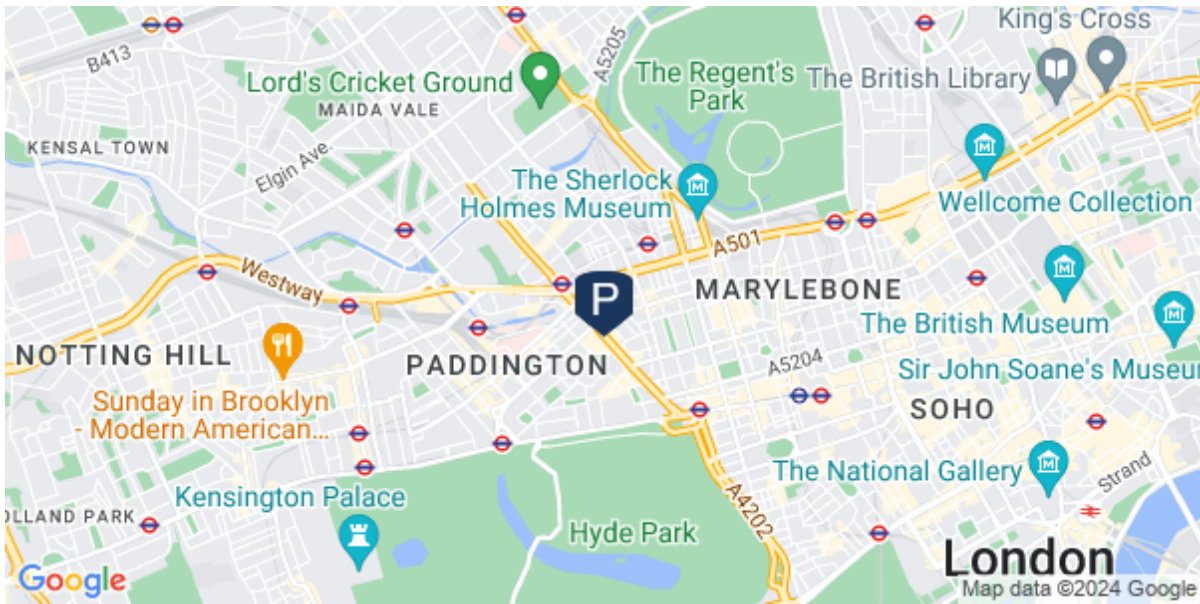 King's Cross
B413
A5205
Lord's Cricket Ground
The Regent's
Park
The British Library
MAIDA VALE
KENSAL TOWN
Elgin Ave.
The Sherlock
Holmes Museum
Wellcome Collection
A501
Westway
P
MARYLEBONE
The British Museum
NOTTING HILL
PADDINGTON
A5204
Sir John Soane's Museum
Sunday in Brooklyn
- Modern American...
SOHO
The National Gallery
Strand
Kensington Palace
A4202
OLLAND PARK
Hyde Park
London
Google
Map data ©2024 Google